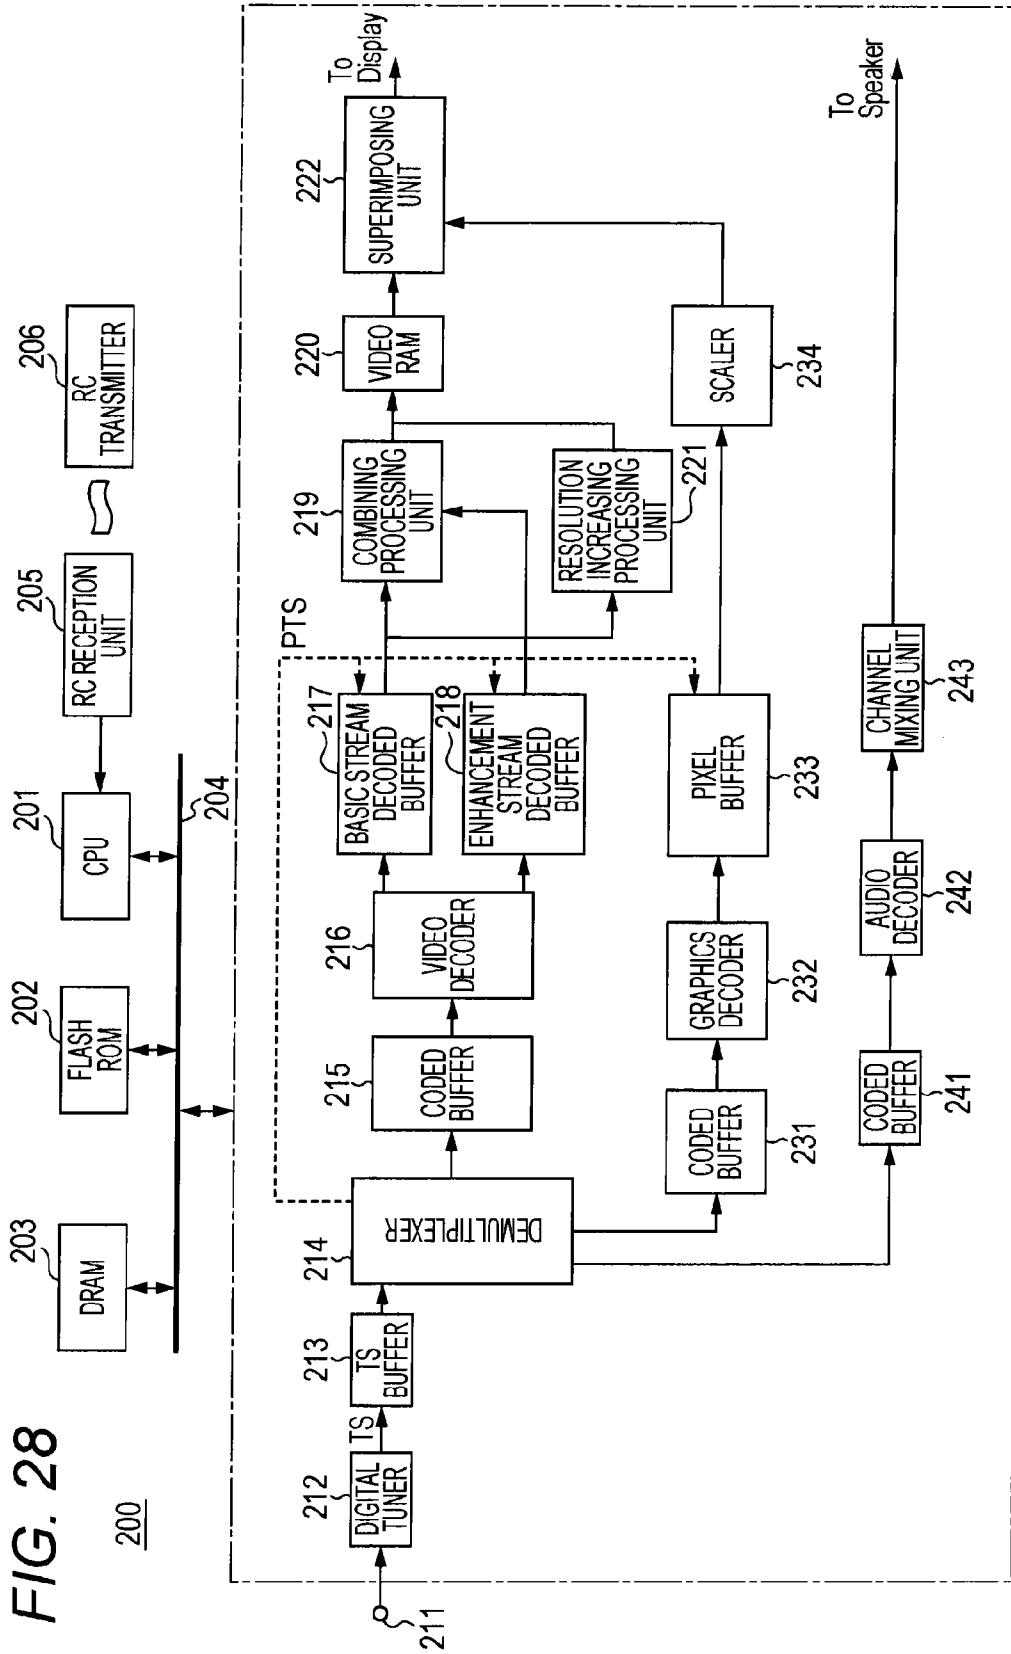 FIG. 28
200
203
DRAM
202
FLASH
ROM
201
CPU
205
RC RECEPTION
UNIT
206
RC
TRANSMITTER
204
211
212
DIGITAL
TUNER
TS
213
TS
BUFFER
214
DEMULTIPLEXER
215
CODED
BUFFER
216
VIDEO
DECODER
PTS
217
BASIC STREAM
DECODED
BUFFER
218
ENHANCEMENT
STREAM
DECODED
BUFFER
219
COMBINING
PROCESSING
UNIT
RESOLUTION
INCREASING
PROCESSING
UNIT
221
220
VIDEO
RAM
222
SUPERIMPOSING
UNIT
To
Display
CODED
BUFFER
231
GRAPHICS
DECODER
232
PIXEL
BUFFER
233
SCALER
234
CODED
BUFFER
241
AUDIO
DECODER
242
CHANNEL
MIXING UNIT
243
To
Speaker